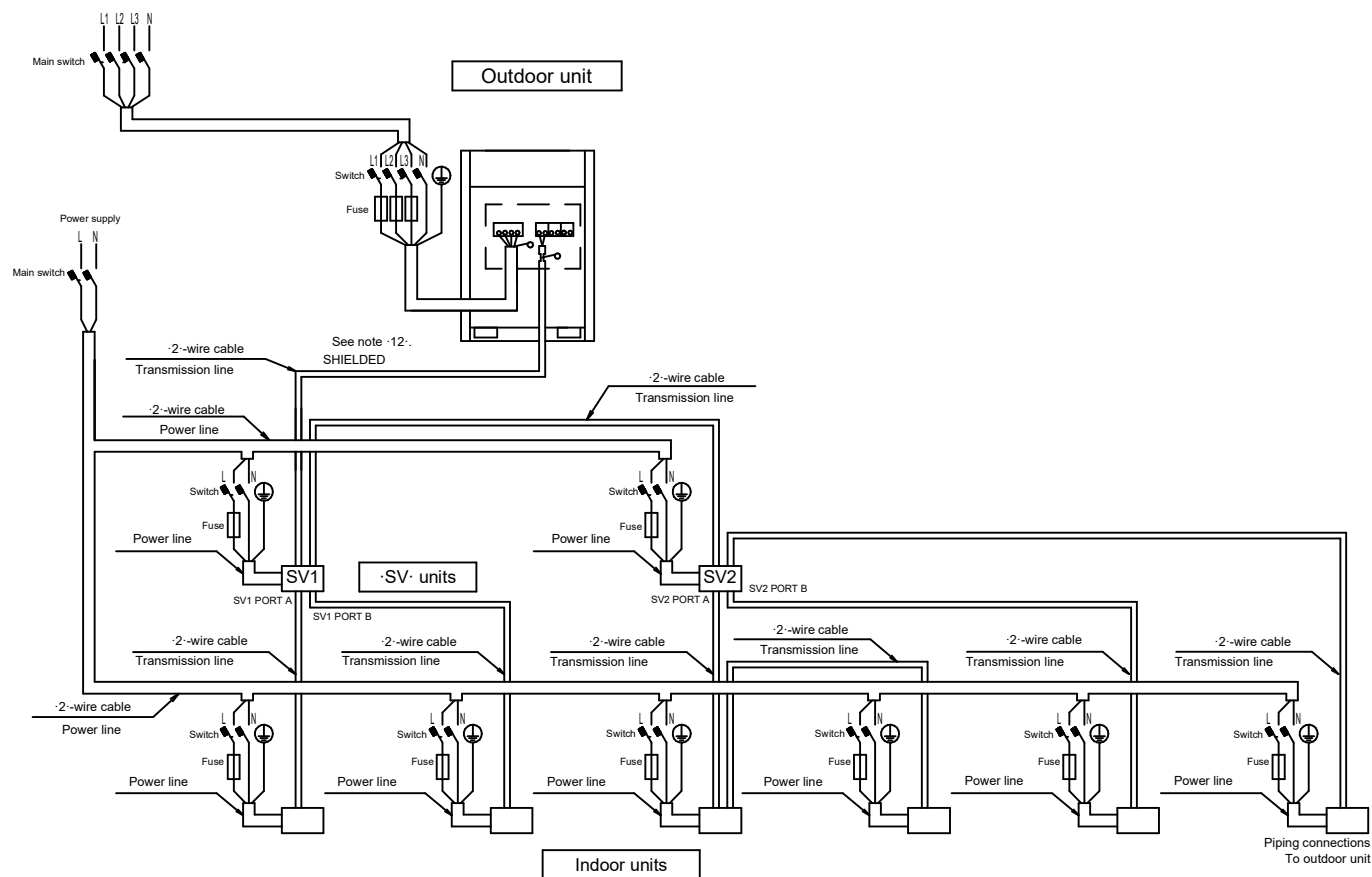 L1 L2 L3 N
Main switch
Outdoor unit
L1 L2 L3 N
Switch
Fuse
Power supply
L N
Main switch
See note ·12·.
SHIELDED
·2·-wire cable
Transmission line
·2·-wire cable
Transmission line
·2·-wire cable
Power line
L N
Switch
Fuse
Power line
L N
Switch
Fuse
Power line
SV1
·SV· units
SV2
SV1 PORT A
SV1 PORT B
SV2 PORT A
SV2 PORT B
·2·-wire cable
Transmission line
·2·-wire cable
Transmission line
·2·-wire cable
Transmission line
·2·-wire cable
Transmission line
·2·-wire cable
Transmission line
·2·-wire cable
Transmission line
·2·-wire cable
Power line
L N
Switch
Fuse
Power line
L N
Switch
Fuse
Power line
L N
Switch
Fuse
Power line
L N
Switch
Fuse
Power line
L N
Switch
Fuse
Power line
L N
Switch
Fuse
Power line
Piping connections
To outdoor unit
Indoor units